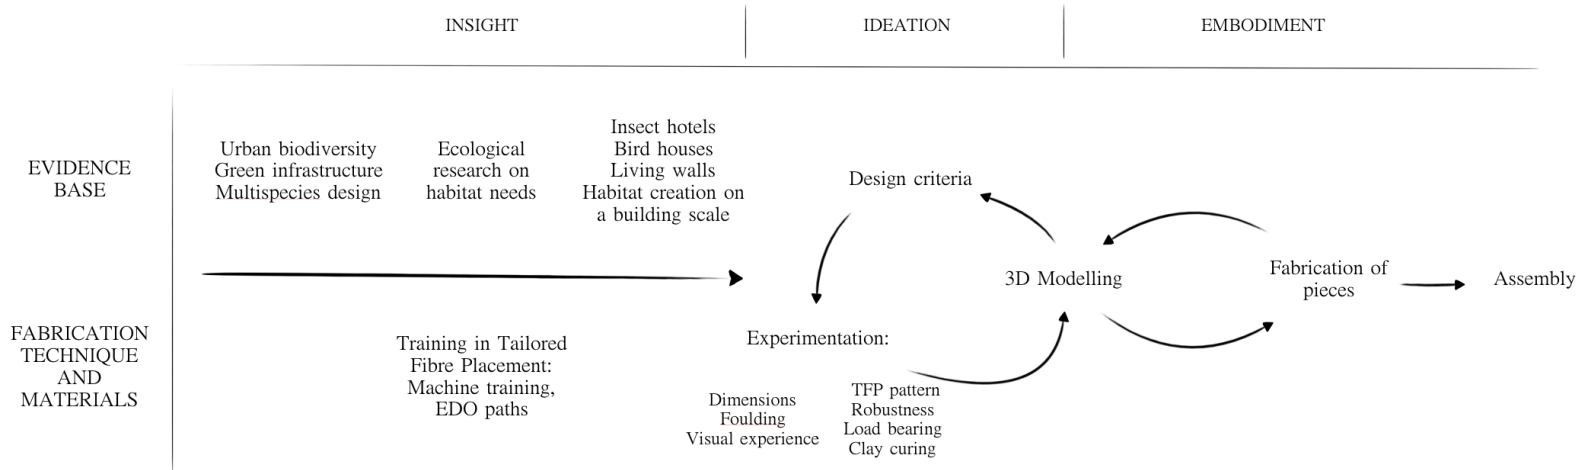 INSIGHT
IDEATION
EMBODIMENT
EVIDENCE
BASE
Urban biodiversity
Green infrastructure
Multispecies design
Ecological
research on
habitat needs
Insect hotels
Bird houses
Living walls
Habitat creation on
a building scale
Design criteria
3D Modelling
Fabrication of
pieces
Assembly
FABRICATION
TECHNIQUE
AND
MATERIALS
Training in Tailored
Fibre Placement:
Machine training,
EDO paths
Experimentation:
Dimensions
Foulding
Visual experience
TFP pattern
Robustness
Load bearing
Clay curing